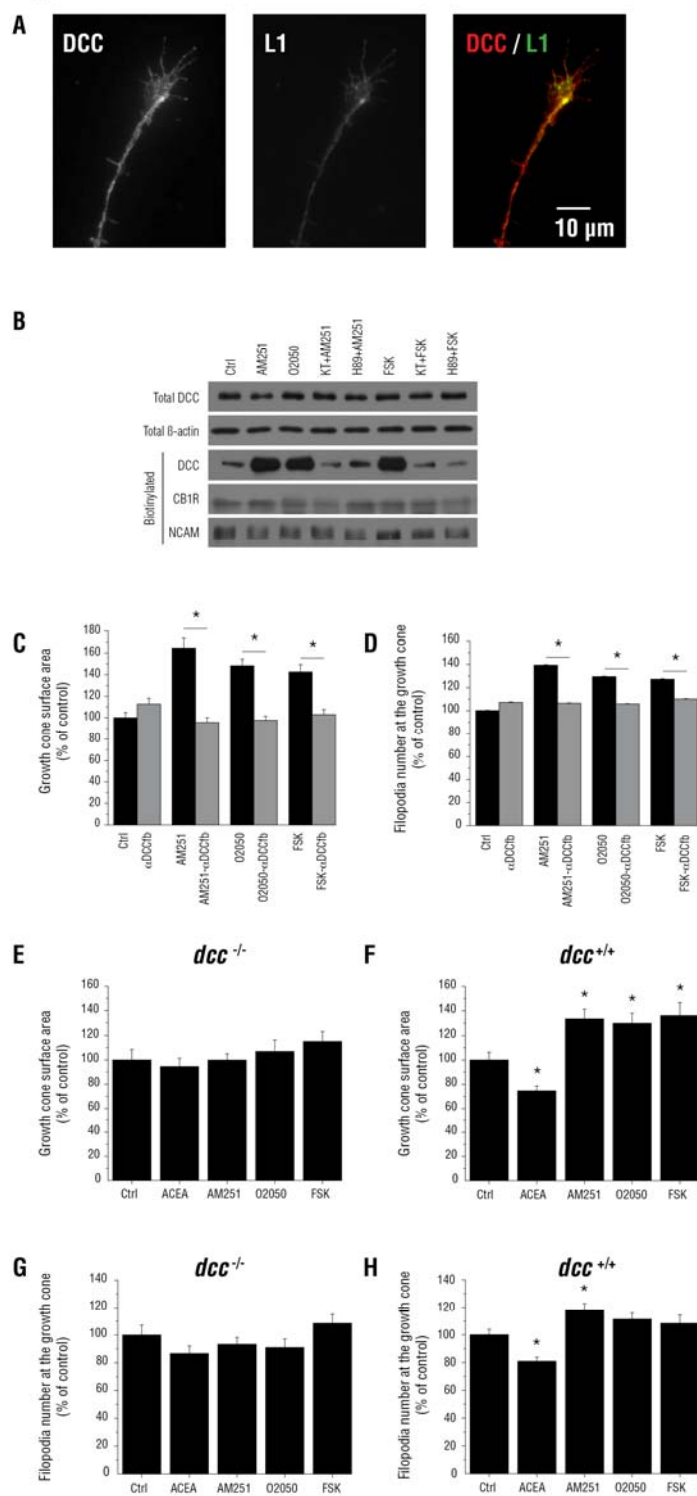 A
DCC
L1
DCC / L1
10 µm
B
Ctrl
AM251
O2050
KT+AM251
H89+AM251
FSK
KT+FSK
H89+FSK
Total DCC
Total ß-actin
Biotinylated
DCC
CB1R
NCAM
C
Growth cone surface area
(% of control)
180
160
140
120
100
80
60
40
20
0
*
*
*
Ctrl
αDCCfb
AM251
AM251-αDCCfb
O2050
O2050-αDCCfb
FSK
FSK-αDCCfb
D
Filopodia number at the growth cone
(% of control)
160
140
120
100
80
60
40
20
0
*
*
*
Ctrl
αDCCfb
AM251
AM251-αDCCfb
O2050
O2050-αDCCfb
FSK
FSK-αDCCfb
E
dcc -/-
Growth cone surface area
(% of control)
160
140
120
100
80
60
40
20
0
Ctrl ACEA AM251 O2050 FSK
F
dcc +/+
Growth cone surface area
(% of control)
160
140
120
100
80
60
40
20
0
*
*
*
*
Ctrl ACEA AM251 O2050 FSK
G
dcc -/-
Filopodia number at the growth cone
(% of control)
140
120
100
80
60
40
20
0
Ctrl ACEA AM251 O2050 FSK
H
dcc +/+
Filopodia number at the growth cone
(% of control)
140
120
100
80
60
40
20
0
*
*
Ctrl ACEA AM251 O2050 FSK